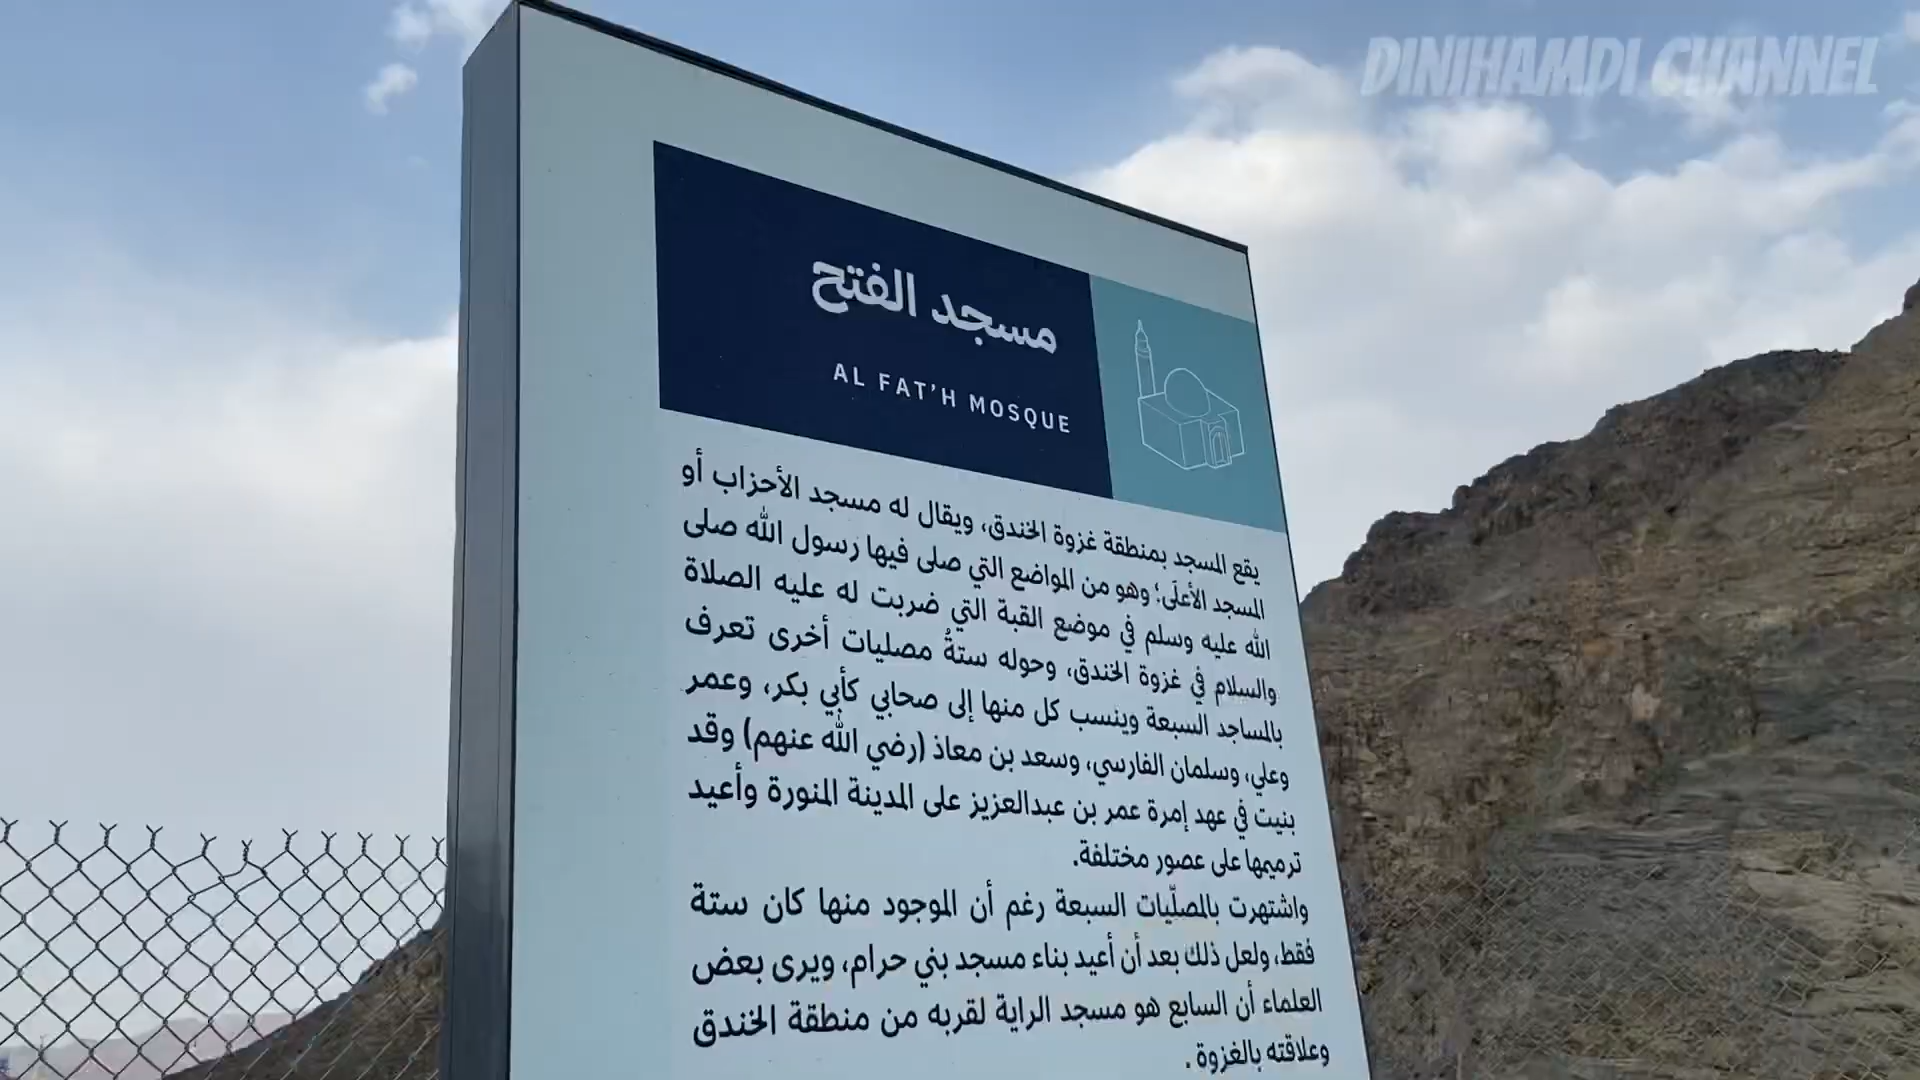 DINIHAMDI CHANNEL
مسجد الفتح
AL FAT’H MOSQUE
يقع المسجد بمنطقة غزوة الخندق، ويقال له مسجد الأحزاب أو
المسجد الأعلَى؛ وهو من المواضع التي صلى فيها رسول الله صلى
الله عليه وسلم في موضع القبة التي ضربت له عليه الصلاة
والسلام في غزوة الخندق، وحوله ستةُ مصليات أخرى تعرف
بالمساجد السبعة وينسب كل منها إلى صحابي كأبي بكر، وعمر
وعلي، وسلمان الفارسي، وسعد بن معاذ (رضي الله عنهم) وقد
بنيت في عهد إمرة عمر بن عبدالعزيز على المدينة المنورة وأعيد
ترميمها على عصور مختلفة.
واشتهرت بالمصلّيات السبعة رغم أن الموجود منها كان ستة
فقط، ولعل ذلك بعد أن أعيد بناء مسجد بني حرام، ويرى بعض
العلماء أن السابع هو مسجد الراية لقربه من منطقة الخندق
وعلاقته بالغزوة .